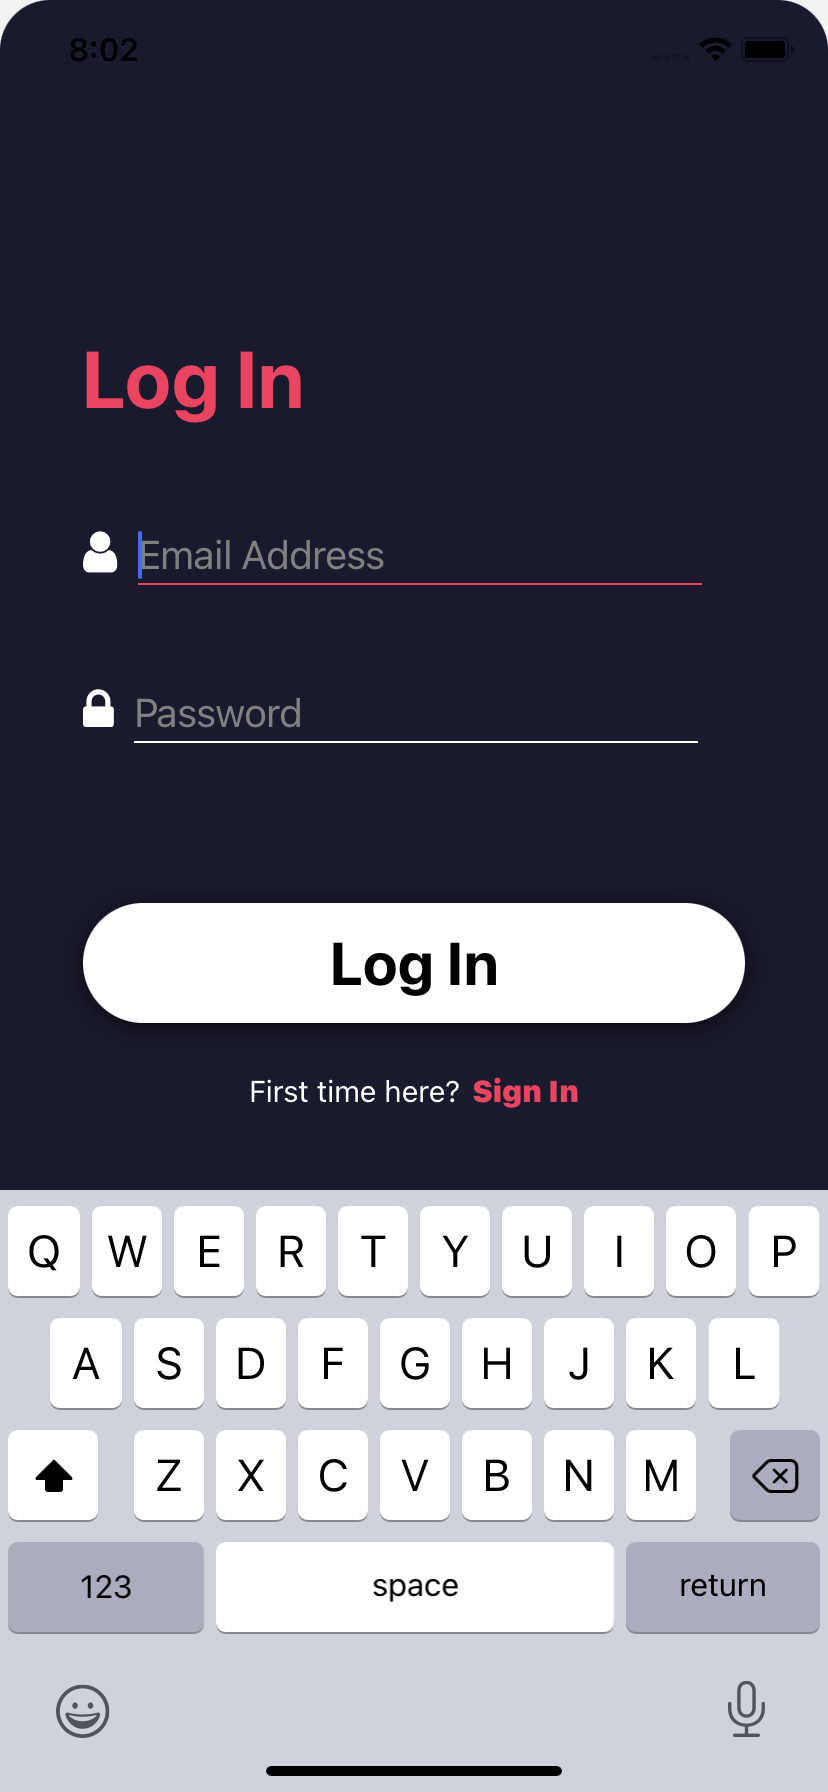 8:02
Log In
Email Address
Password
Log In
First time here? Sign In
Q W E R T Y U I O P
A S D F G H J K L
Z X C V B N M
123 space return